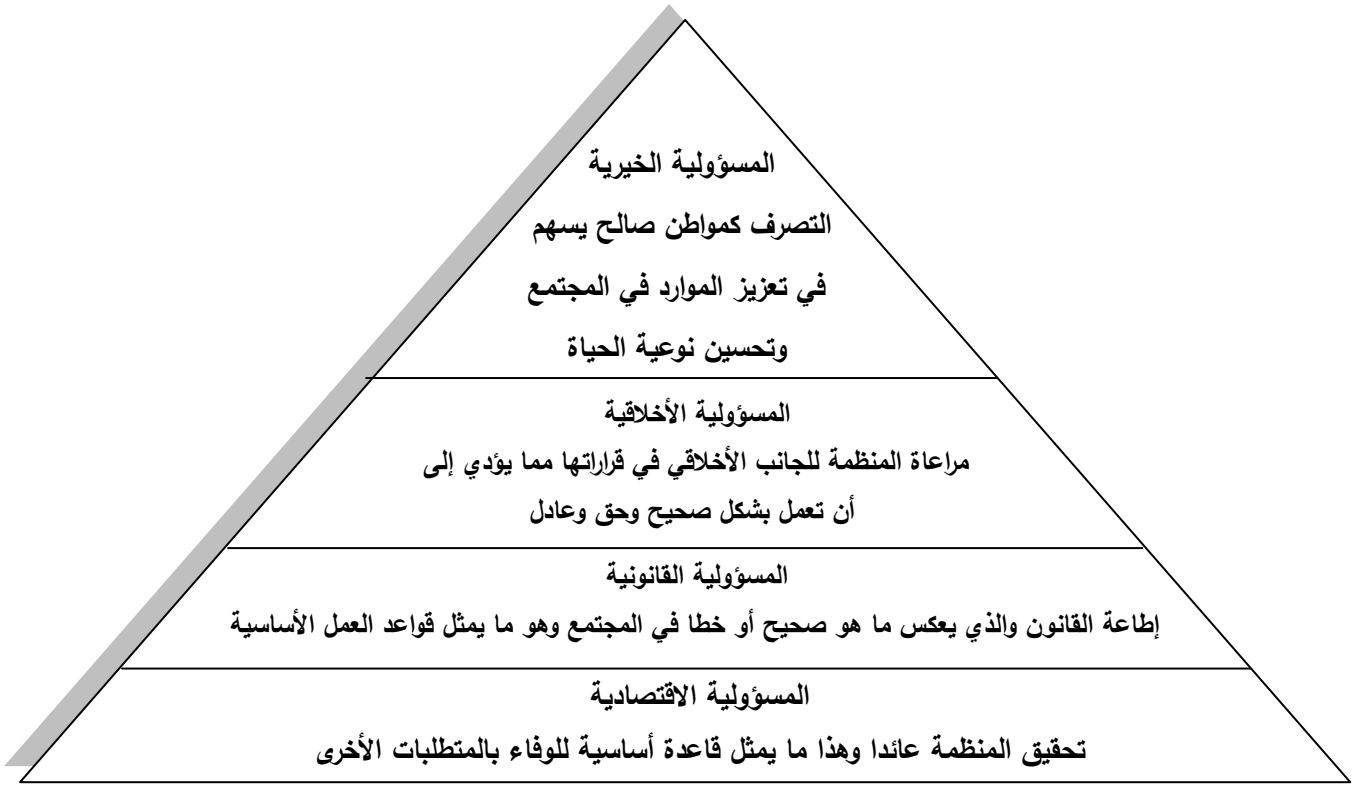 المسؤولية الخيرية
التصرف كمواطن صالح يسهم
في تعزيز الموارد في المجتمع
وتحسين نوعية الحياة
المسؤولية الأخلاقية
مراعاة المنظمة للجانب الأخلاقي في قراراتها مما يؤدي إلى
أن تعمل بشكل صحيح وحق وعادل
المسؤولية القانونية
إطاعة القانون والذي يعكس ما هو صحيح أو خطا في المجتمع وهو ما يمثل قواعد العمل الأساسية
المسؤولية الاقتصادية
تحقيق المنظمة عائدا وهذا ما يمثل قاعدة أساسية للوفاء بالمتطلبات الأخرى